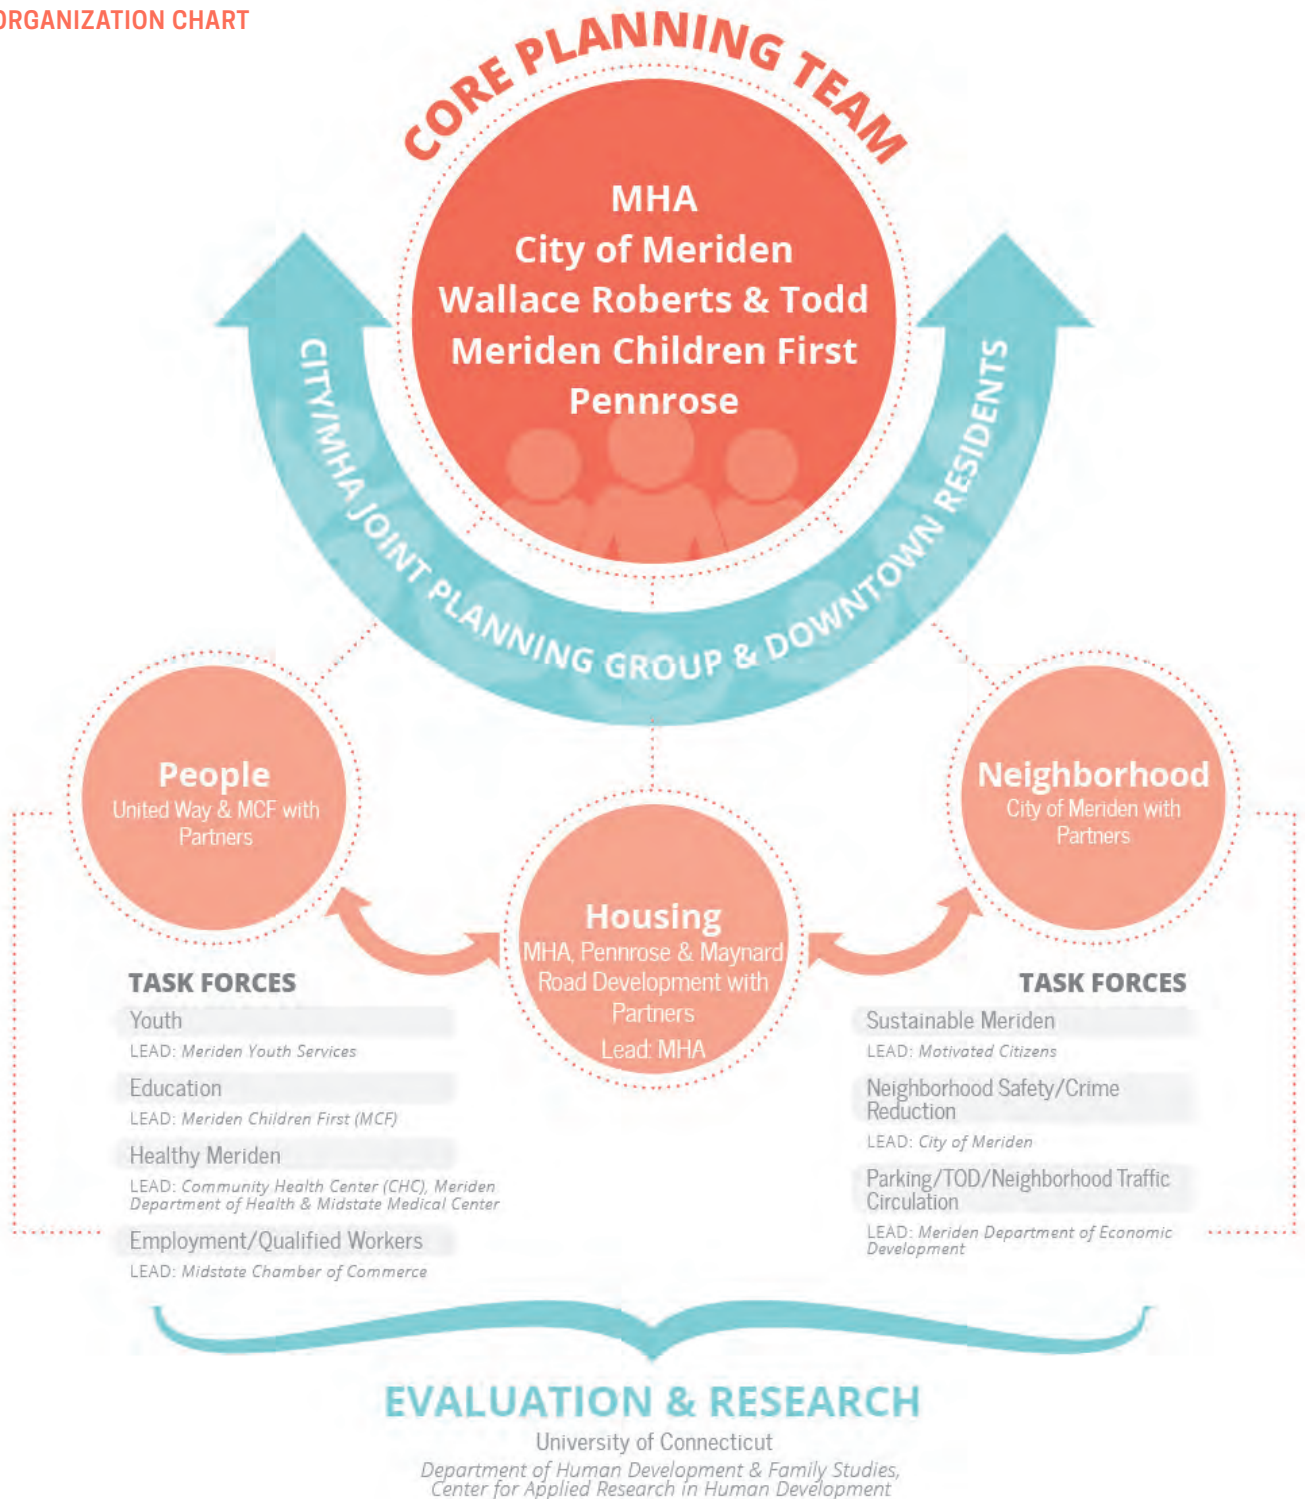 ORGANIZATION CHART
CORE PLANNING TEAM
MHA
City of Meriden
Wallace Roberts & Todd
Meriden Children First
Pennrose
CITY/MHA JOINT PLANNING GROUP & DOWNTOWN RESIDENTS
People
United Way & MCF with
Partners
Neighborhood
City of Meriden with
Partners
Housing
MHA, Pennrose & Maynard
Road Development with
Partners
Lead: MHA
TASK FORCES
Youth
LEAD: Meriden Youth Services
Education
LEAD: Meriden Children First (MCF)
Healthy Meriden
LEAD: Community Health Center (CHC), Meriden
Department of Health & Midstate Medical Center
Employment/Qualified Workers
LEAD: Midstate Chamber of Commerce
TASK FORCES
Sustainable Meriden
LEAD: Motivated Citizens
Neighborhood Safety/Crime
Reduction
LEAD: City of Meriden
Parking/TOD/Neighborhood Traffic
Circulation
LEAD: Meriden Department of Economic
Development
EVALUATION & RESEARCH
University of Connecticut
Department of Human Development & Family Studies,
Center for Applied Research in Human Development